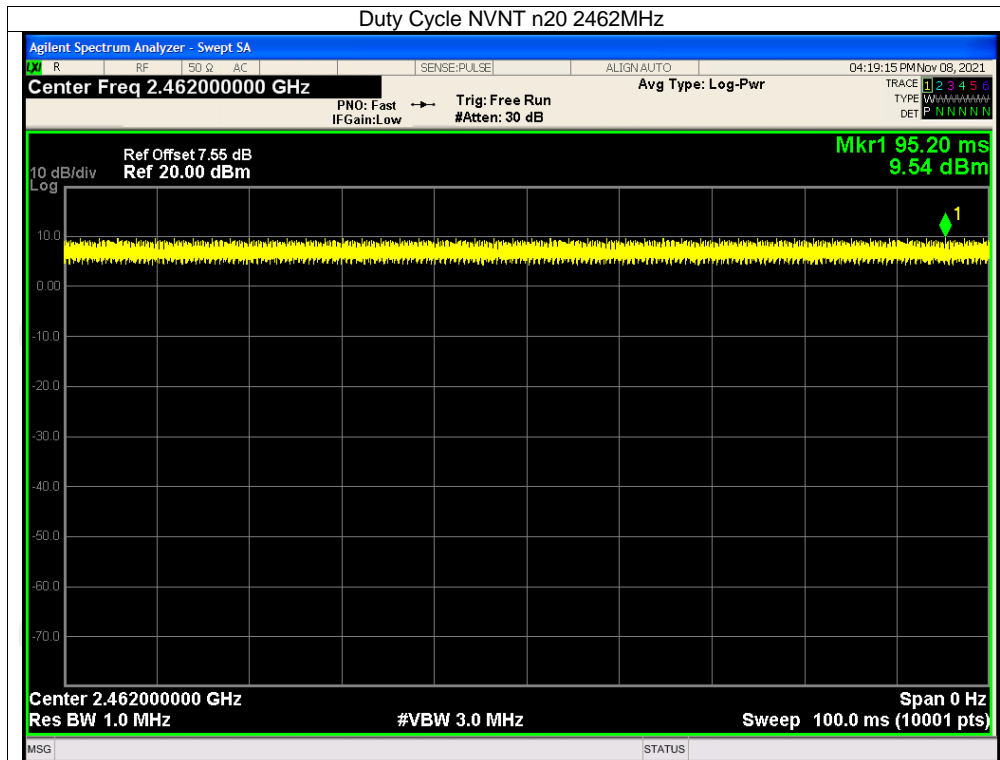 Duty Cycle NVNT n20 2462MHz
Agilent Spectrum Analyzer - Swept SA
LXI R RF 50 Ω AC SENSE:PULSE ALIGN AUTO 04:19:15 PM Nov 08, 2021
Center Freq 2.462000000 GHz Avg Type: Log-Pwr TRACE 1 2 3 4 5 6
PNO: Fast Trig: Free Run TYPE WWWWWWW
IFGain:Low #Atten: 30 dB DET P N N N N N
Mkr1 95.20 ms
Ref Offset 7.55 dB
9.54 dBm
10 dB/div Ref 20.00 dBm
Log
1
10.0
0.00
-10.0
-20.0
-30.0
-40.0
-50.0
-60.0
-70.0
Center 2.462000000 GHz Span 0 Hz
Res BW 1.0 MHz #VBW 3.0 MHz Sweep 100.0 ms (10001 pts)
MSG STATUS